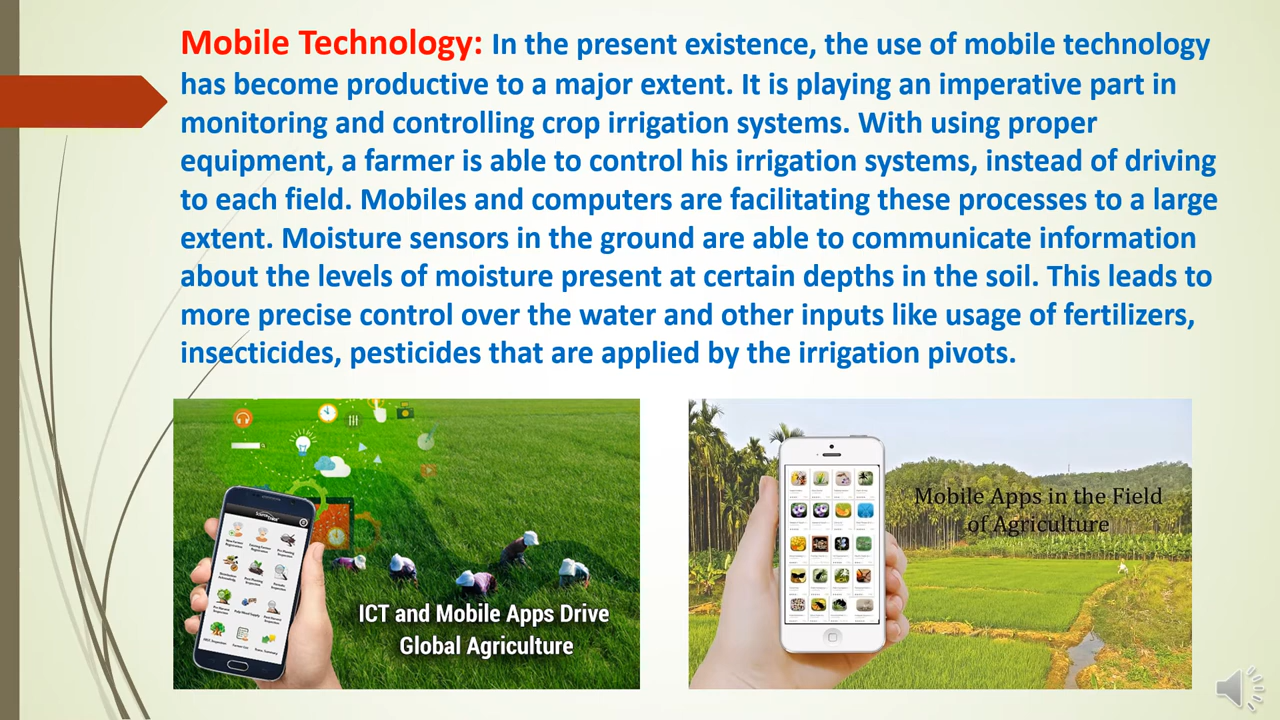 Mobile Technology: In the present existence, the use of mobile technology
has become productive to a major extent. It is playing an imperative part in
monitoring and controlling crop irrigation systems. With using proper
equipment, a farmer is able to control his irrigation systems, instead of driving
to each field. Mobiles and computers are facilitating these processes to a large
extent. Moisture sensors in the ground are able to communicate information
about the levels of moisture present at certain depths in the soil. This leads to
more precise control over the water and other inputs like usage of fertilizers,
insecticides, pesticides that are applied by the irrigation pivots.
ICT and Mobile Apps Drive
Global Agriculture
Mobile Apps in the Field
of Agriculture